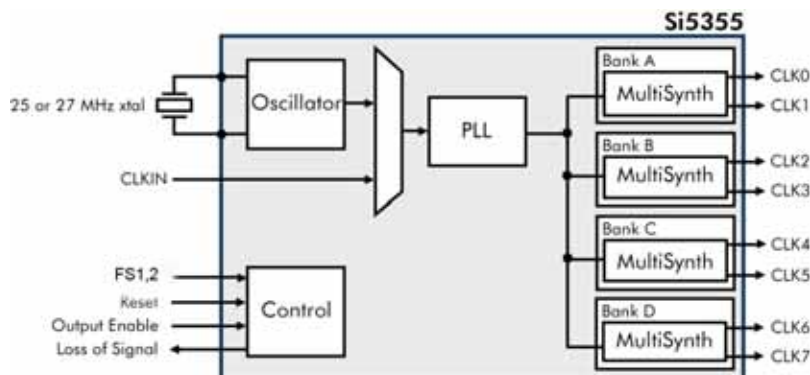 Si5355
25 or 27 MHz xtal
Oscillator
CLKIN
PLL
Bank A
MultiSynth
CLK0
CLK1
Bank B
MultiSynth
CLK2
CLK3
Bank C
MultiSynth
CLK4
CLK5
Bank D
MultiSynth
CLK6
CLK7
FS1,2
Reset
Output Enable
Loss of Signal
Control